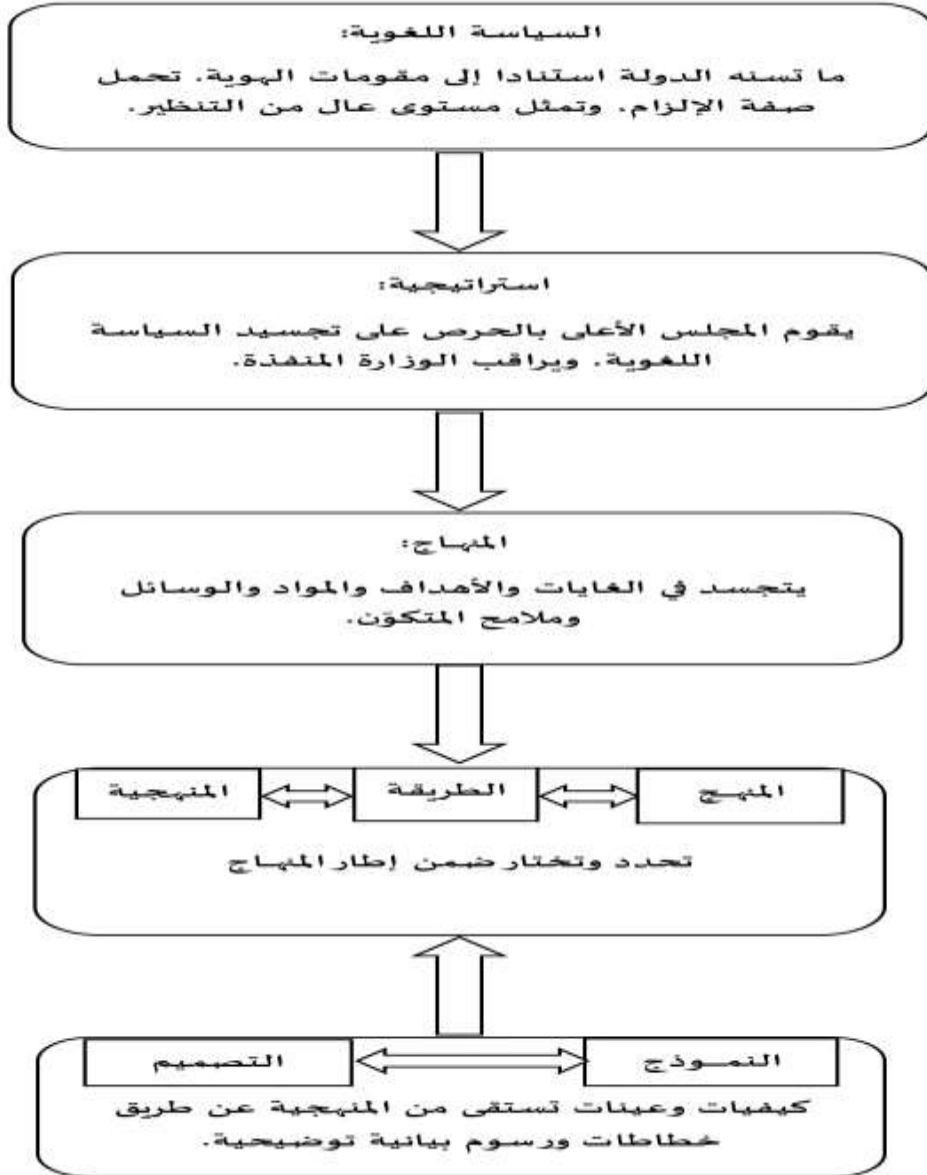 السياسة اللغوية:
ما تسنه الدولة استنادا إلى مقومات الهوية. تحمل
صفة الإلزام. وتمثل مستوى عال من التنظير.
استراتيجية:
يقوم المجلس الأعلى بالحرص على تجسيد السياسة
اللغوية. ويراقب الوزارة المنفذة.
المنهاج:
يتجسد في الغايات والأهداف والمواد والوسائل
وملامح المتكوّن.
المنهج الطريقة المنهجية
تحدد وتختار ضمن إطار المنهاج
النموذج التصميم
كيفيات وعينات تستقى من المنهجية عن طريق
خطاطات ورسوم بيانية توضيحية.